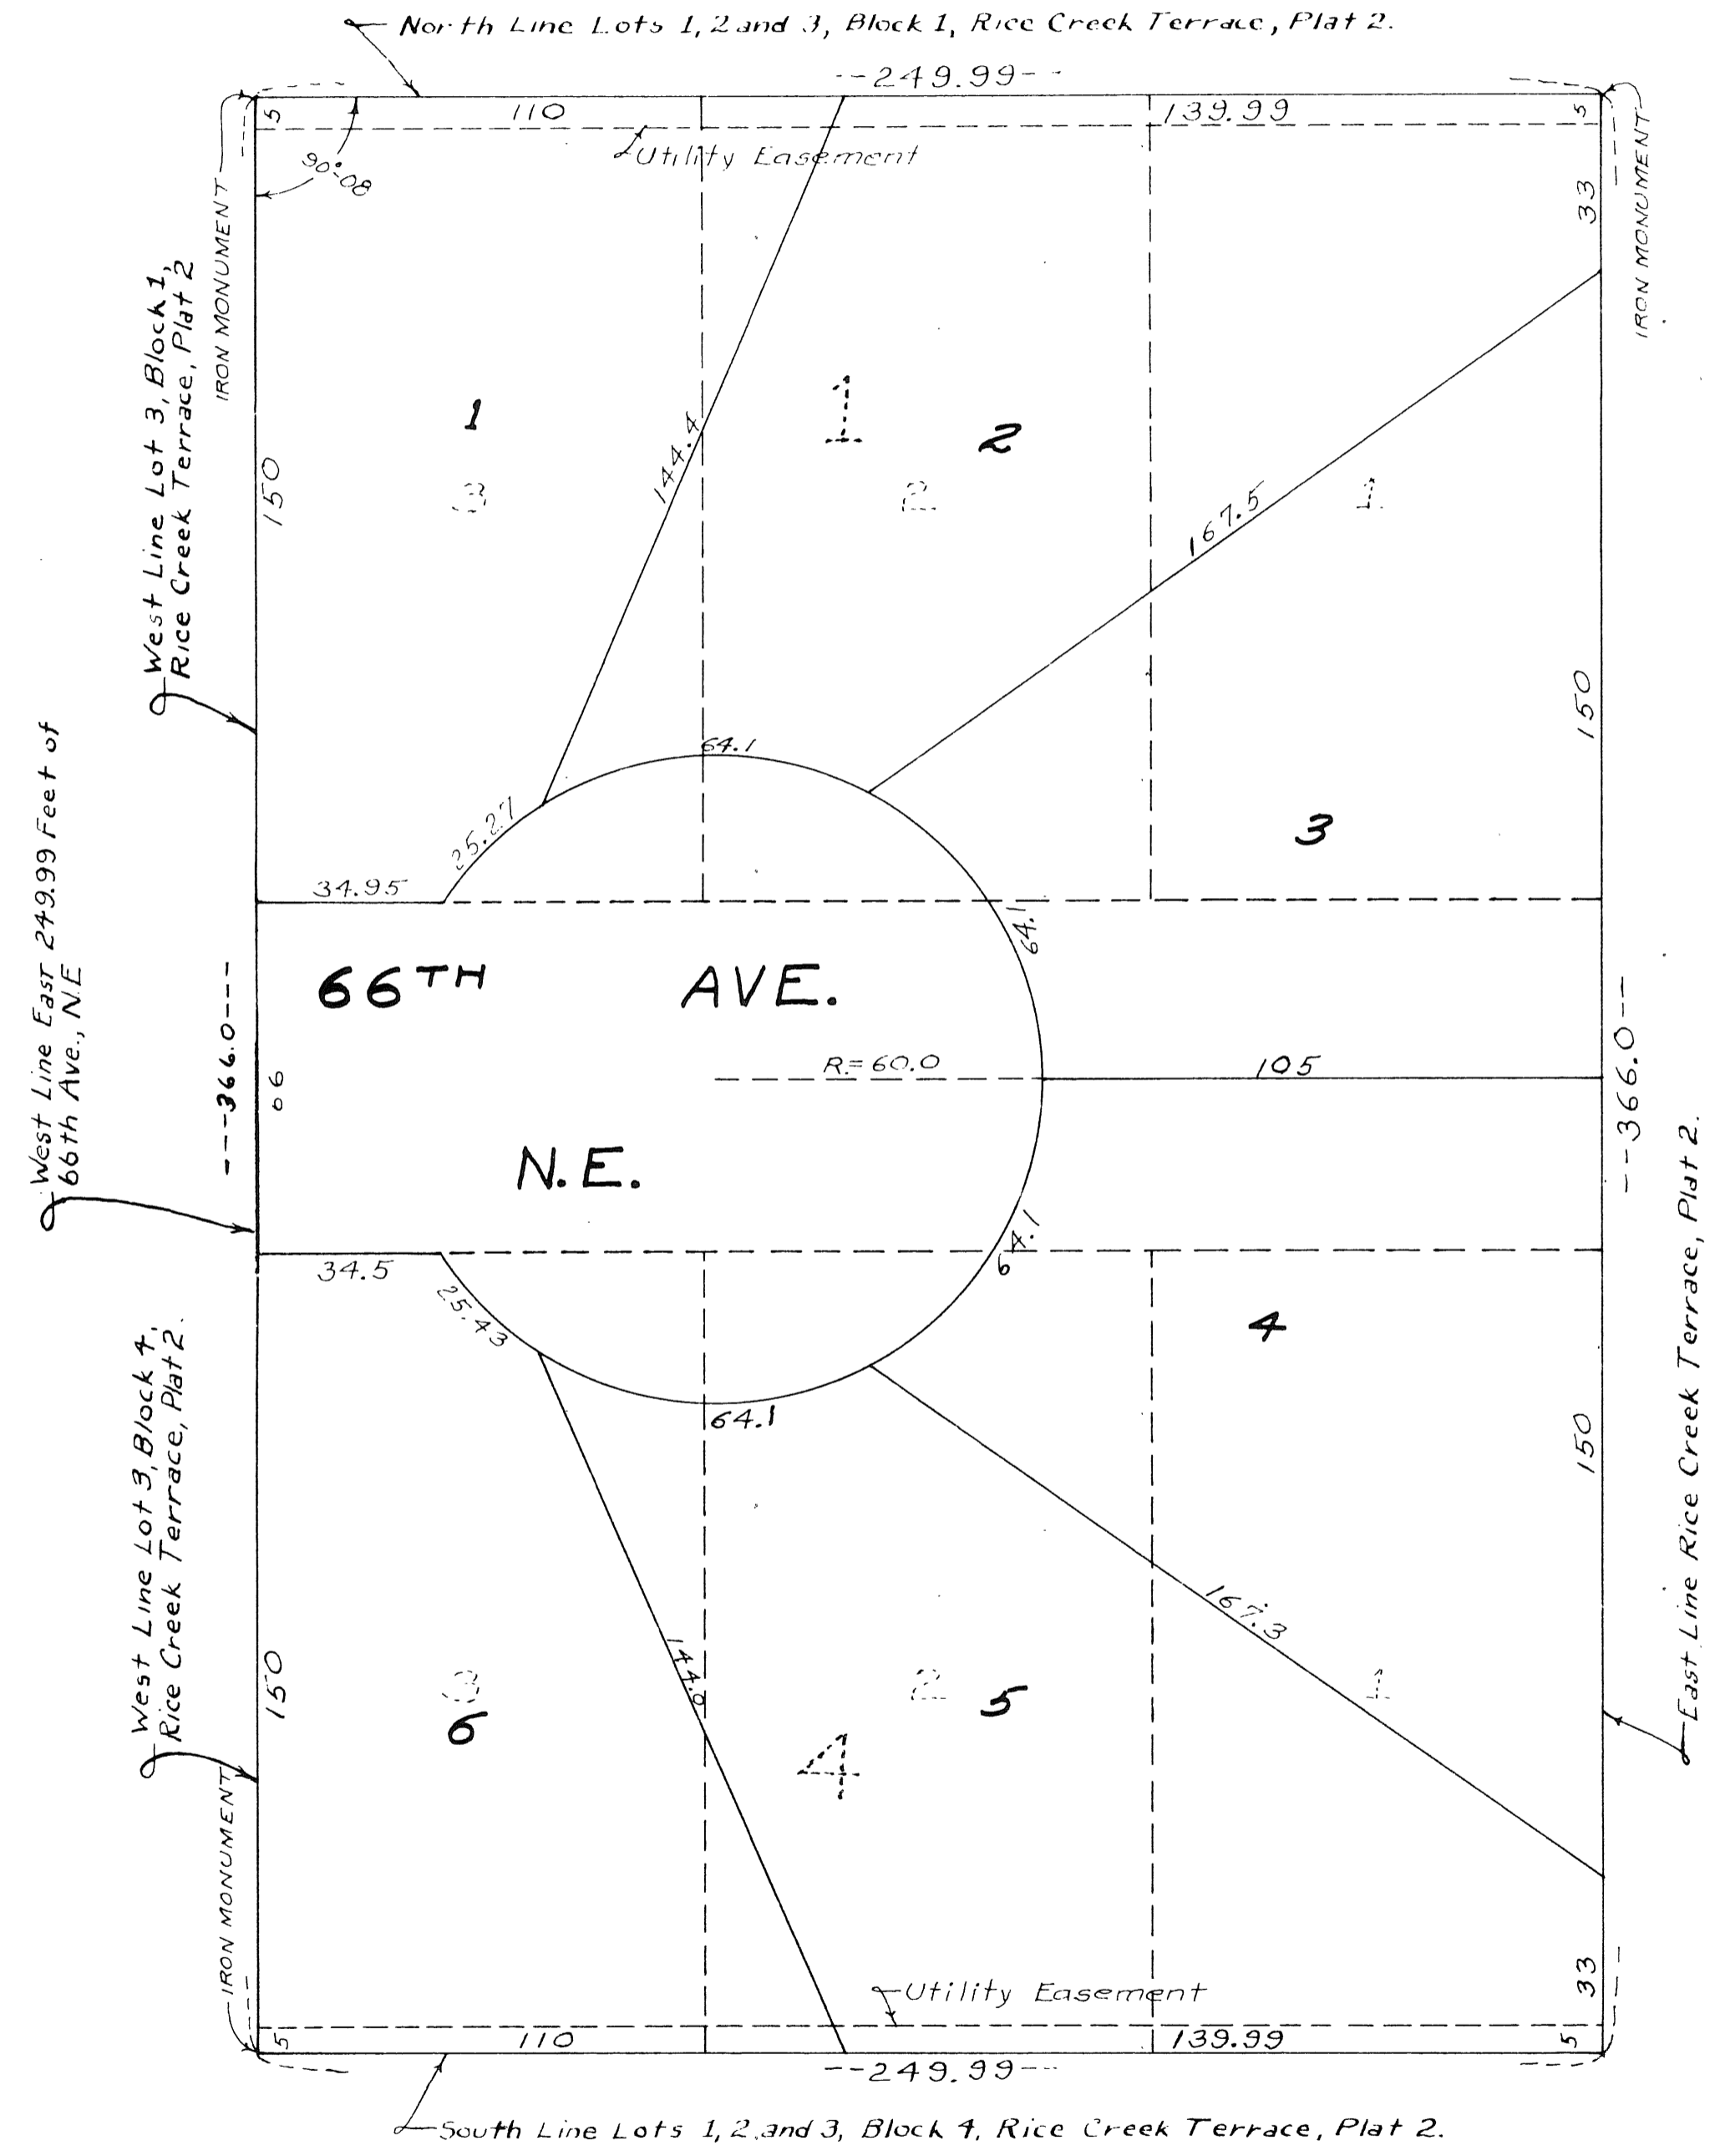 North Line Lots 1, 2 and 3, Block 1, Rice Creek Terrace, Plat 2.
--249.99--
5
110
139.99
5
Utility Easement
90°-08
IRON MONUMENT
33
IRON MONUMENT
West Line Lot 3, Block 1,
Rice Creek Terrace, Plat 2
150
1
3
144.4
1
2
2
167.5
1
150
64.1
25.27
3
34.95
64.1
West Line East 249.99 Feet of
66th Ave., N.E
66TH AVE.
---366.0---
66
R.=60.0
105
--366.0--
N.E.
34.5
25.43
64.1
4
64.1
West Line Lot 3, Block 4,
Rice Creek Terrace, Plat 2.
150
East Line Rice Creek Terrace, Plat 2.
150
3
6
144.0
2
5
4
167.3
1
IRON MONUMENT
Utility Easement
33
5
110
139.99
5
--249.99--
South Line Lots 1, 2, and 3, Block 4, Rice Creek Terrace, Plat 2.